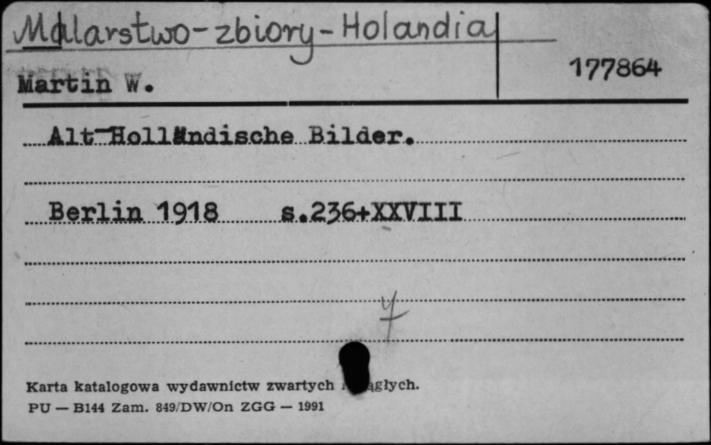 Malarstwo-zbiory-Holandia
Martin W.
177864
Alt-Holländische Bilder.
Berlin 1918 s.236+XXVIII
Karta katalogowa wydawnictw zwartych
PU — B144 Zam. 849/DW/On ZGG — 1991